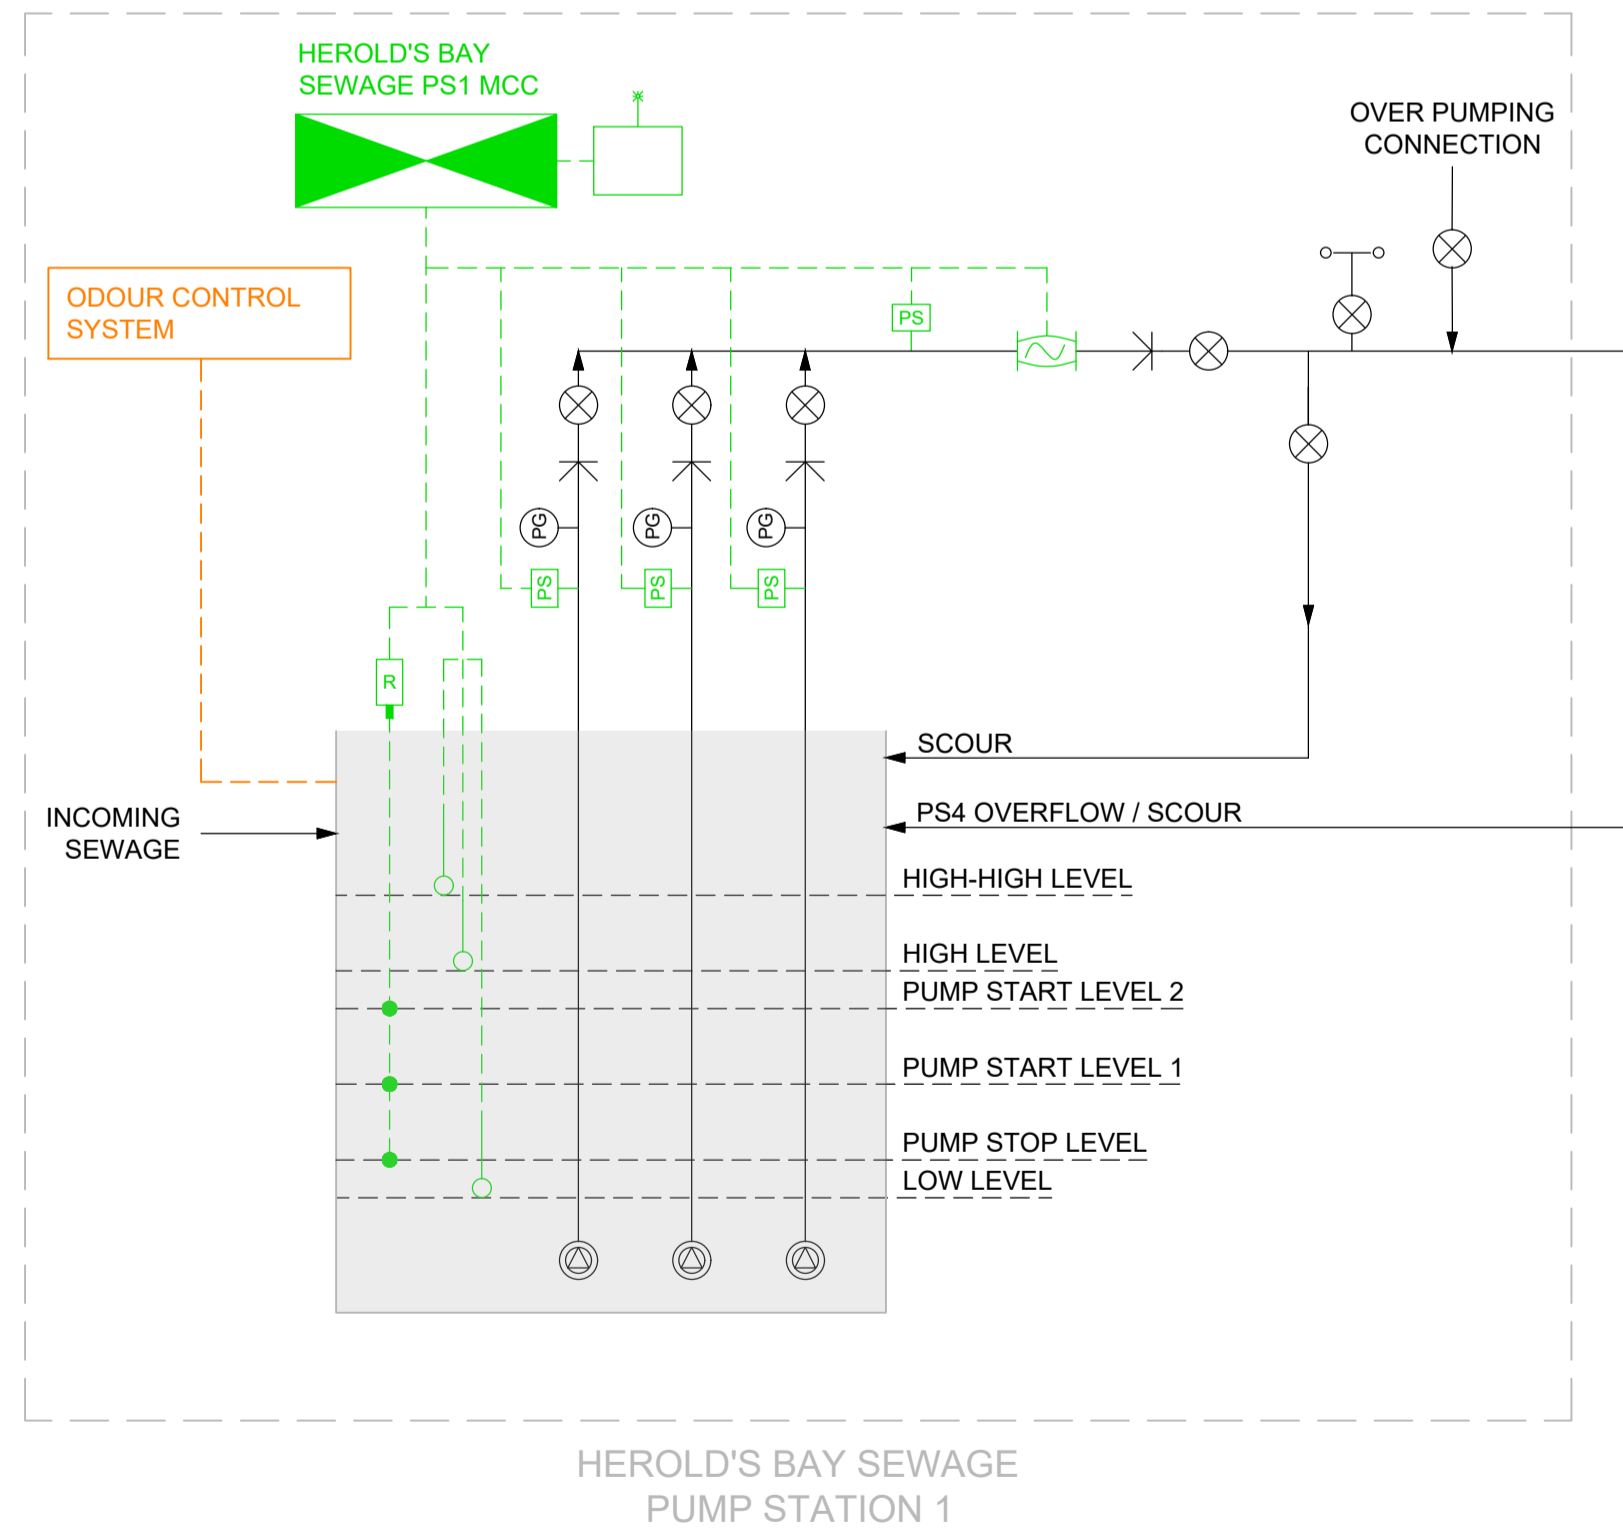 HEROLD'S BAY
SEWAGE PS1 MCC
OVER PUMPING
CONNECTION
ODOUR CONTROL
SYSTEM
PS
PG
PG
PG
PS
PS
PS
R
SCOUR
INCOMING
SEWAGE
PS4 OVERFLOW / SCOUR
HIGH-HIGH LEVEL
HIGH LEVEL
PUMP START LEVEL 2
PUMP START LEVEL 1
PUMP STOP LEVEL
LOW LEVEL
HEROLD'S BAY SEWAGE
PUMP STATION 1